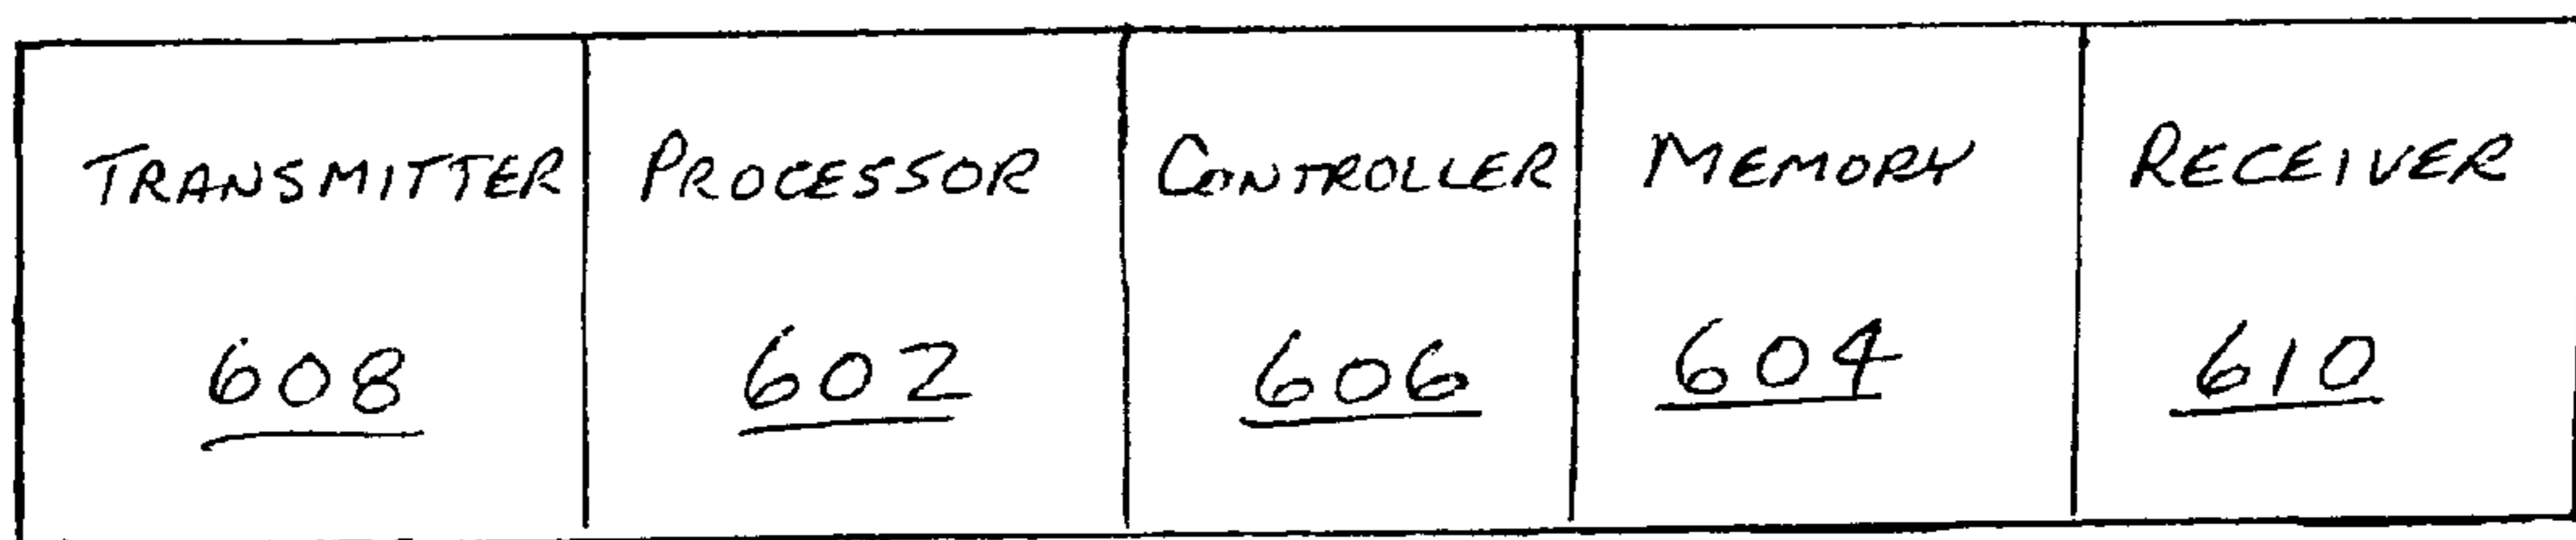 TRANSMITTER PROCESSOR CONTROLLER MEMORY RECEIVER
608 602 606 604 610